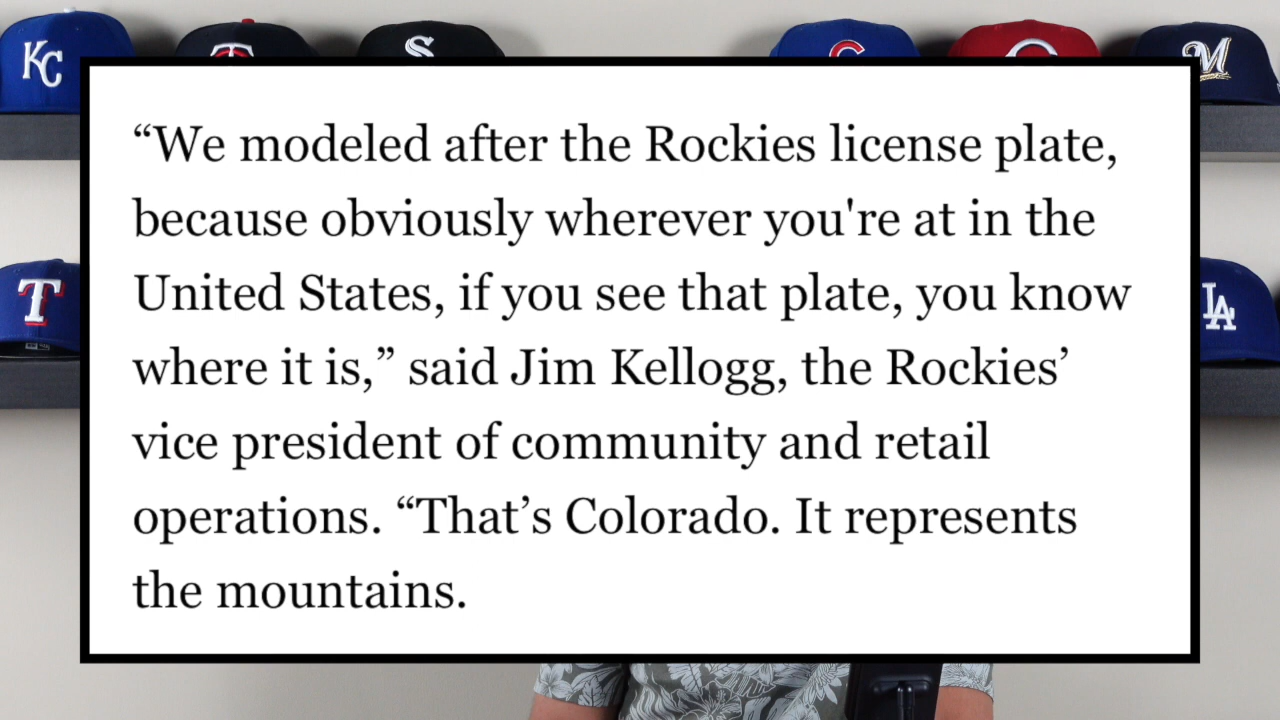 KC
T
S
C
C
M
“We modeled after the Rockies license plate,
because obviously wherever you're at in the
United States, if you see that plate, you know
where it is,” said Jim Kellogg, the Rockies’
vice president of community and retail
operations. “That’s Colorado. It represents
the mountains.
T
LA